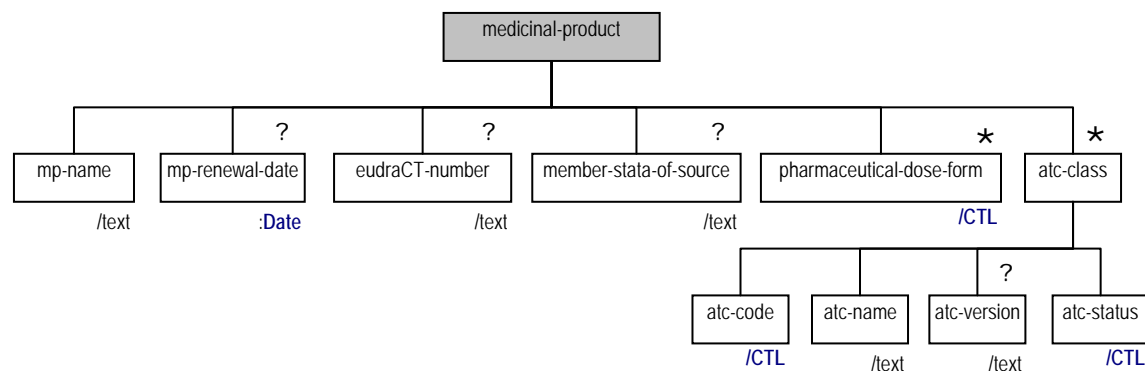 medicinal-product
? ? ? * *
mp-name mp-renewal-date eudraCT-number member-stata-of-source pharmaceutical-dose-form atc-class
/text :Date /text /text /CTL
?
atc-code atc-name atc-version atc-status
/CTL /text /text /CTL